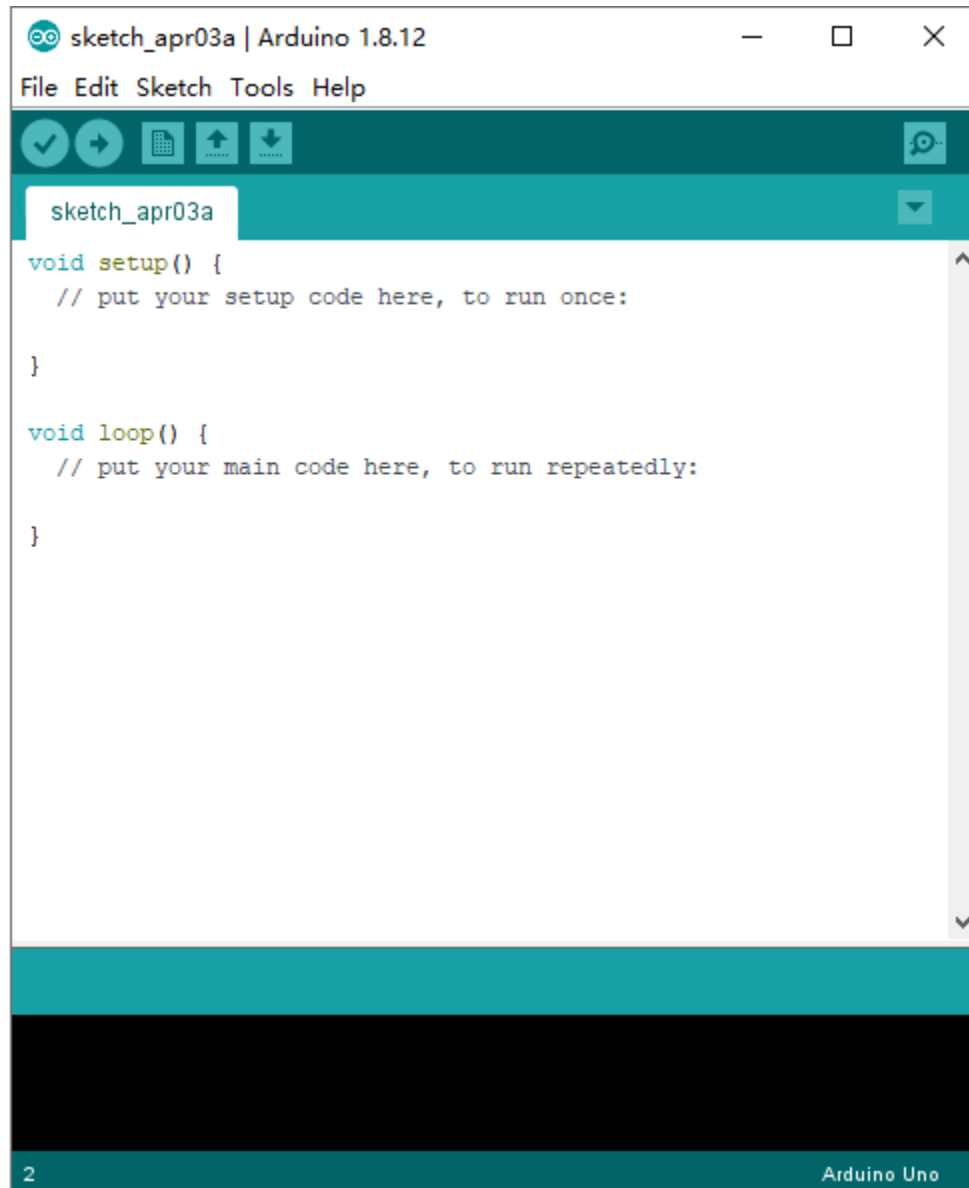 sketch_apr03a | Arduino 1.8.12
File Edit Sketch Tools Help
sketch_apr03a
void setup() {
  // put your setup code here, to run once:
}
void loop() {
  // put your main code here, to run repeatedly:
}
2 Arduino Uno